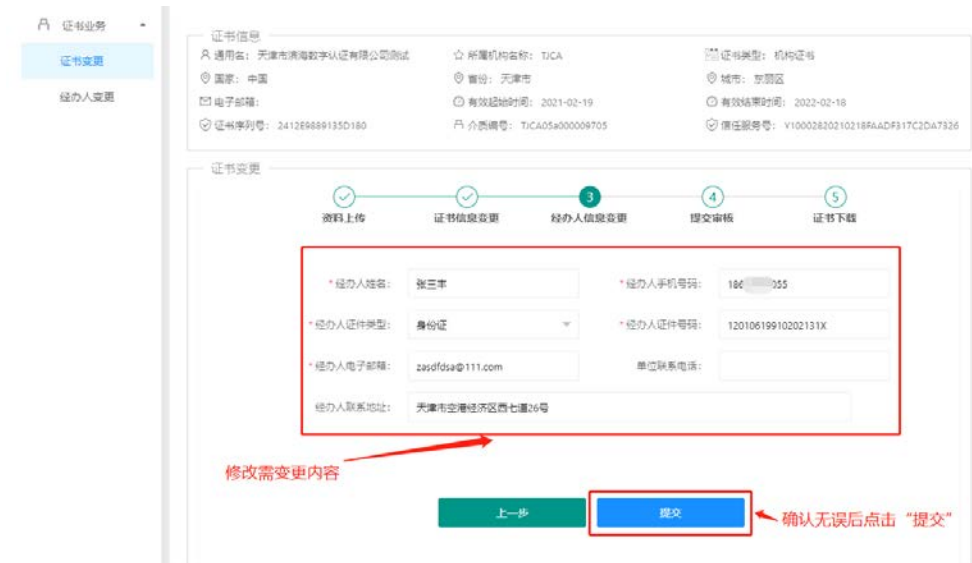 证书业务
证书变更
经办人变更
证书信息
通用名： 天津市滨海数字认证有限公司测试 所属机构名称： TJCA 证书类型： 机构证书
国家： 中国 省份： 天津市 城市： 东丽区
电子邮箱： 有效起始时间： 2021-02-19 有效结束时间： 2022-02-18
证书序列号： 2412E9889135D180 介质编号： TJCA05a000009705 信任服务号： Y10002820210218FAADF317C2DA7326
证书变更
3 4 5
资料上传 证书信息变更 经办人信息变更 提交审核 证书下载
*经办人姓名： 张三丰 *经办人手机号码： 186 055
*经办人证件类型： 身份证 *经办人证件号码： 12010619910202131X
*经办人电子邮箱： zasdfdsa@111.com 单位联系电话：
经办人联系地址： 天津市空港经济区西七道26号
修改需变更内容
上一步 提交
确认无误后点击“提交”